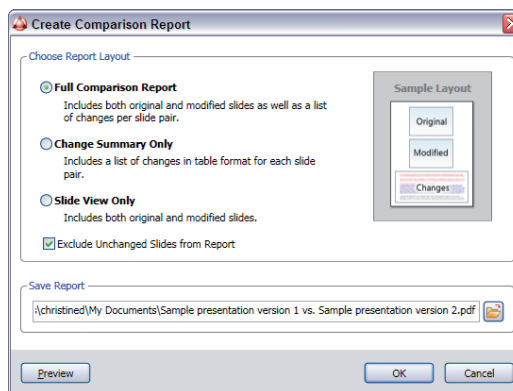 Create Comparison Report
Choose Report Layout
Full Comparison Report
Includes both original and modified slides as well as a list
of changes per slide pair.
Change Summary Only
Includes a list of changes in table format for each slide
pair.
Slide View Only
Includes both original and modified slides.
Exclude Unchanged Slides from Report
Sample Layout
Original
Modified
Changes
Save Report
:\christined\My Documents\Sample presentation version 1 vs. Sample presentation version 2.pdf
Preview
OK
Cancel